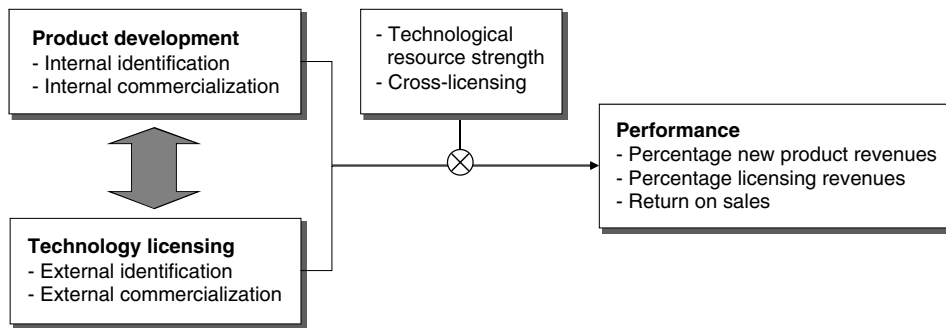 Product development
- Internal identification
- Internal commercialization
- Technological
resource strength
- Cross-licensing
Performance
- Percentage new product revenues
- Percentage licensing revenues
- Return on sales
Technology licensing
- External identification
- External commercialization